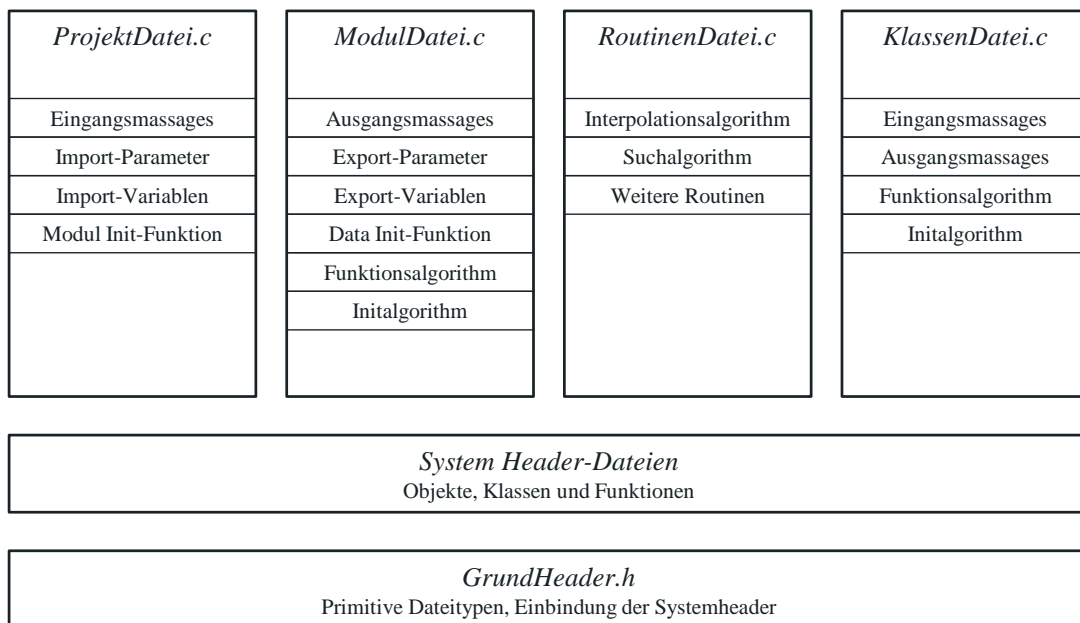 ProjektDatei.c
Eingangsmassages
Import-Parameter
Import-Variablen
Modul Init-Funktion
ModulDatei.c
Ausgangsmassages
Export-Parameter
Export-Variablen
Data Init-Funktion
Funktionsalgorithm
Initalgorithm
RoutinenDatei.c
Interpolationsalgorithm
Suchalgorithm
Weitere Routinen
KlassenDatei.c
Eingangsmassages
Ausgangsmassages
Funktionsalgorithm
Initalgorithm
System Header-Dateien
Objekte, Klassen und Funktionen
GrundHeader.h
Primitive Dateitypen, Einbindung der Systemheader